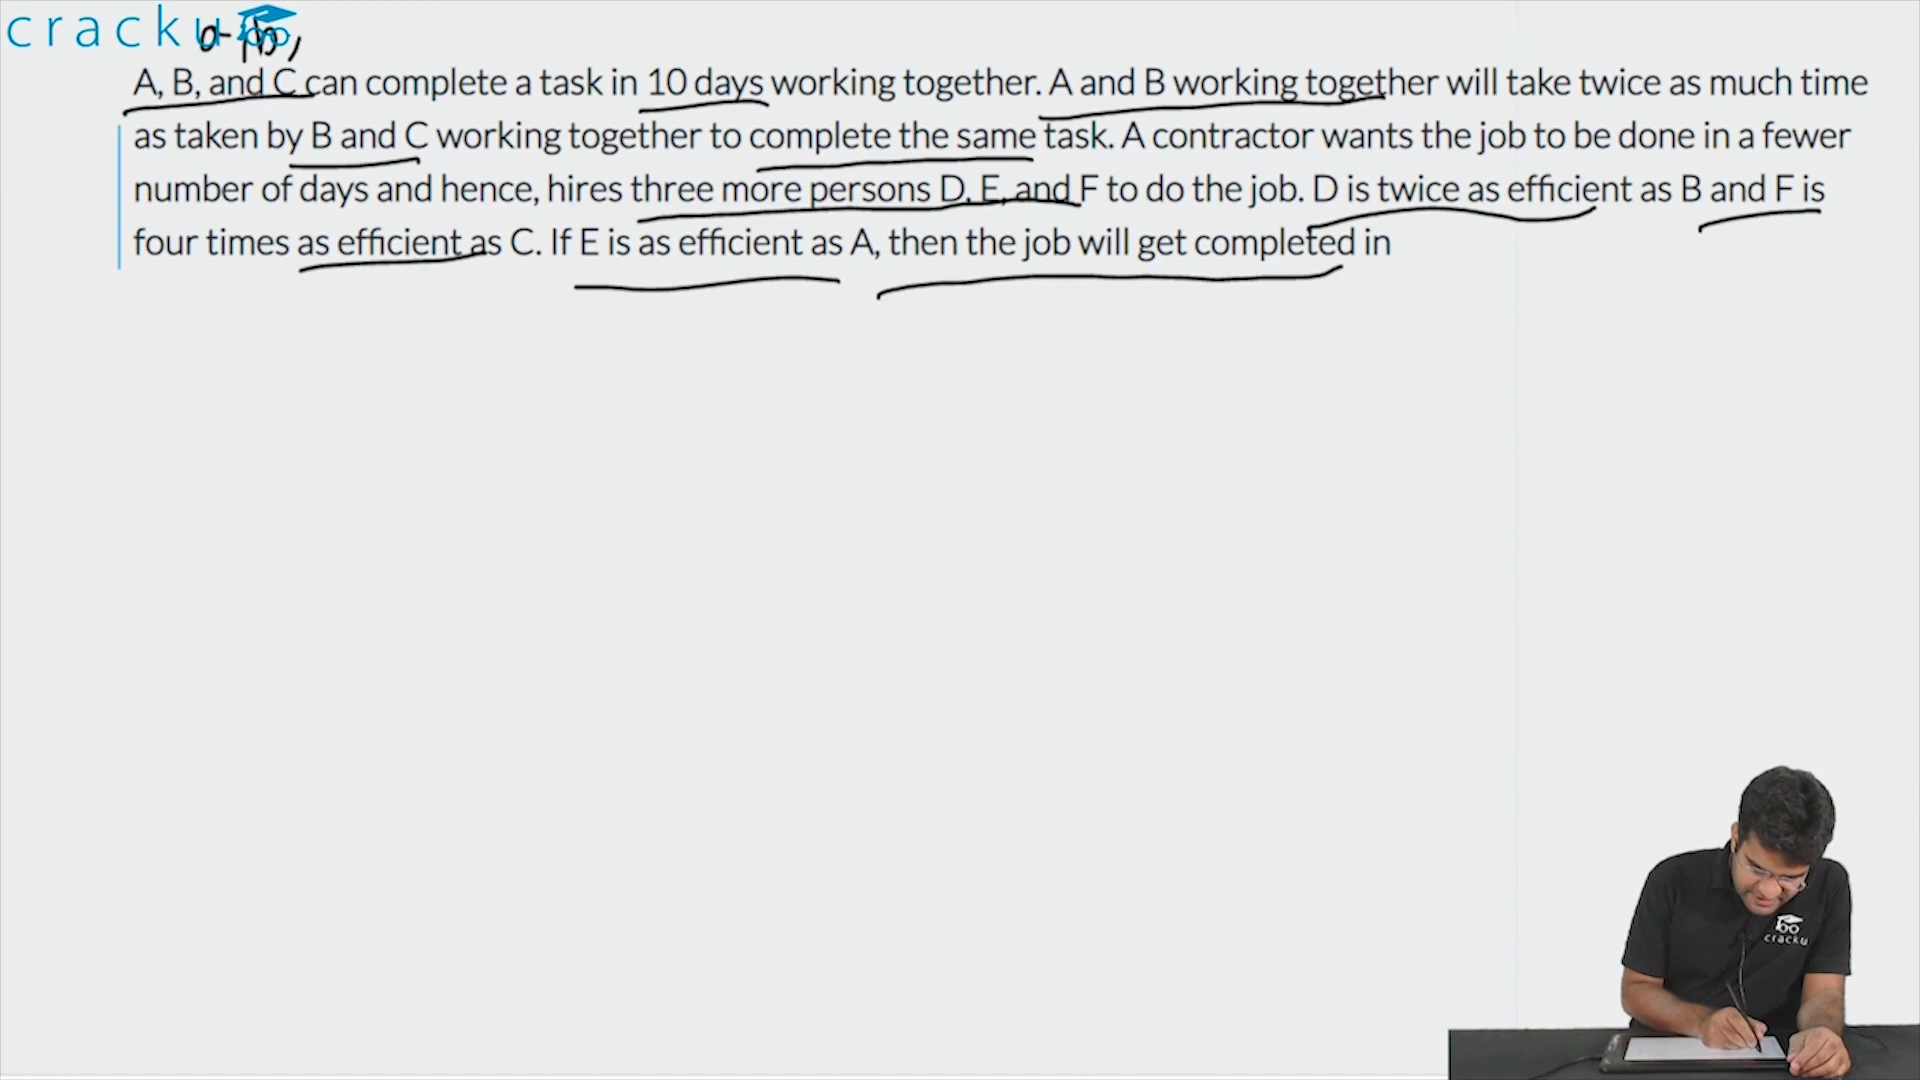 cracku
a b,
A, B, and C can complete a task in 10 days working together. A and B working together will take twice as much time
as taken by B and C working together to complete the same task. A contractor wants the job to be done in a fewer
number of days and hence, hires three more persons D, E, and F to do the job. D is twice as efficient as B and F is
four times as efficient as C. If E is as efficient as A, then the job will get completed in
cracku